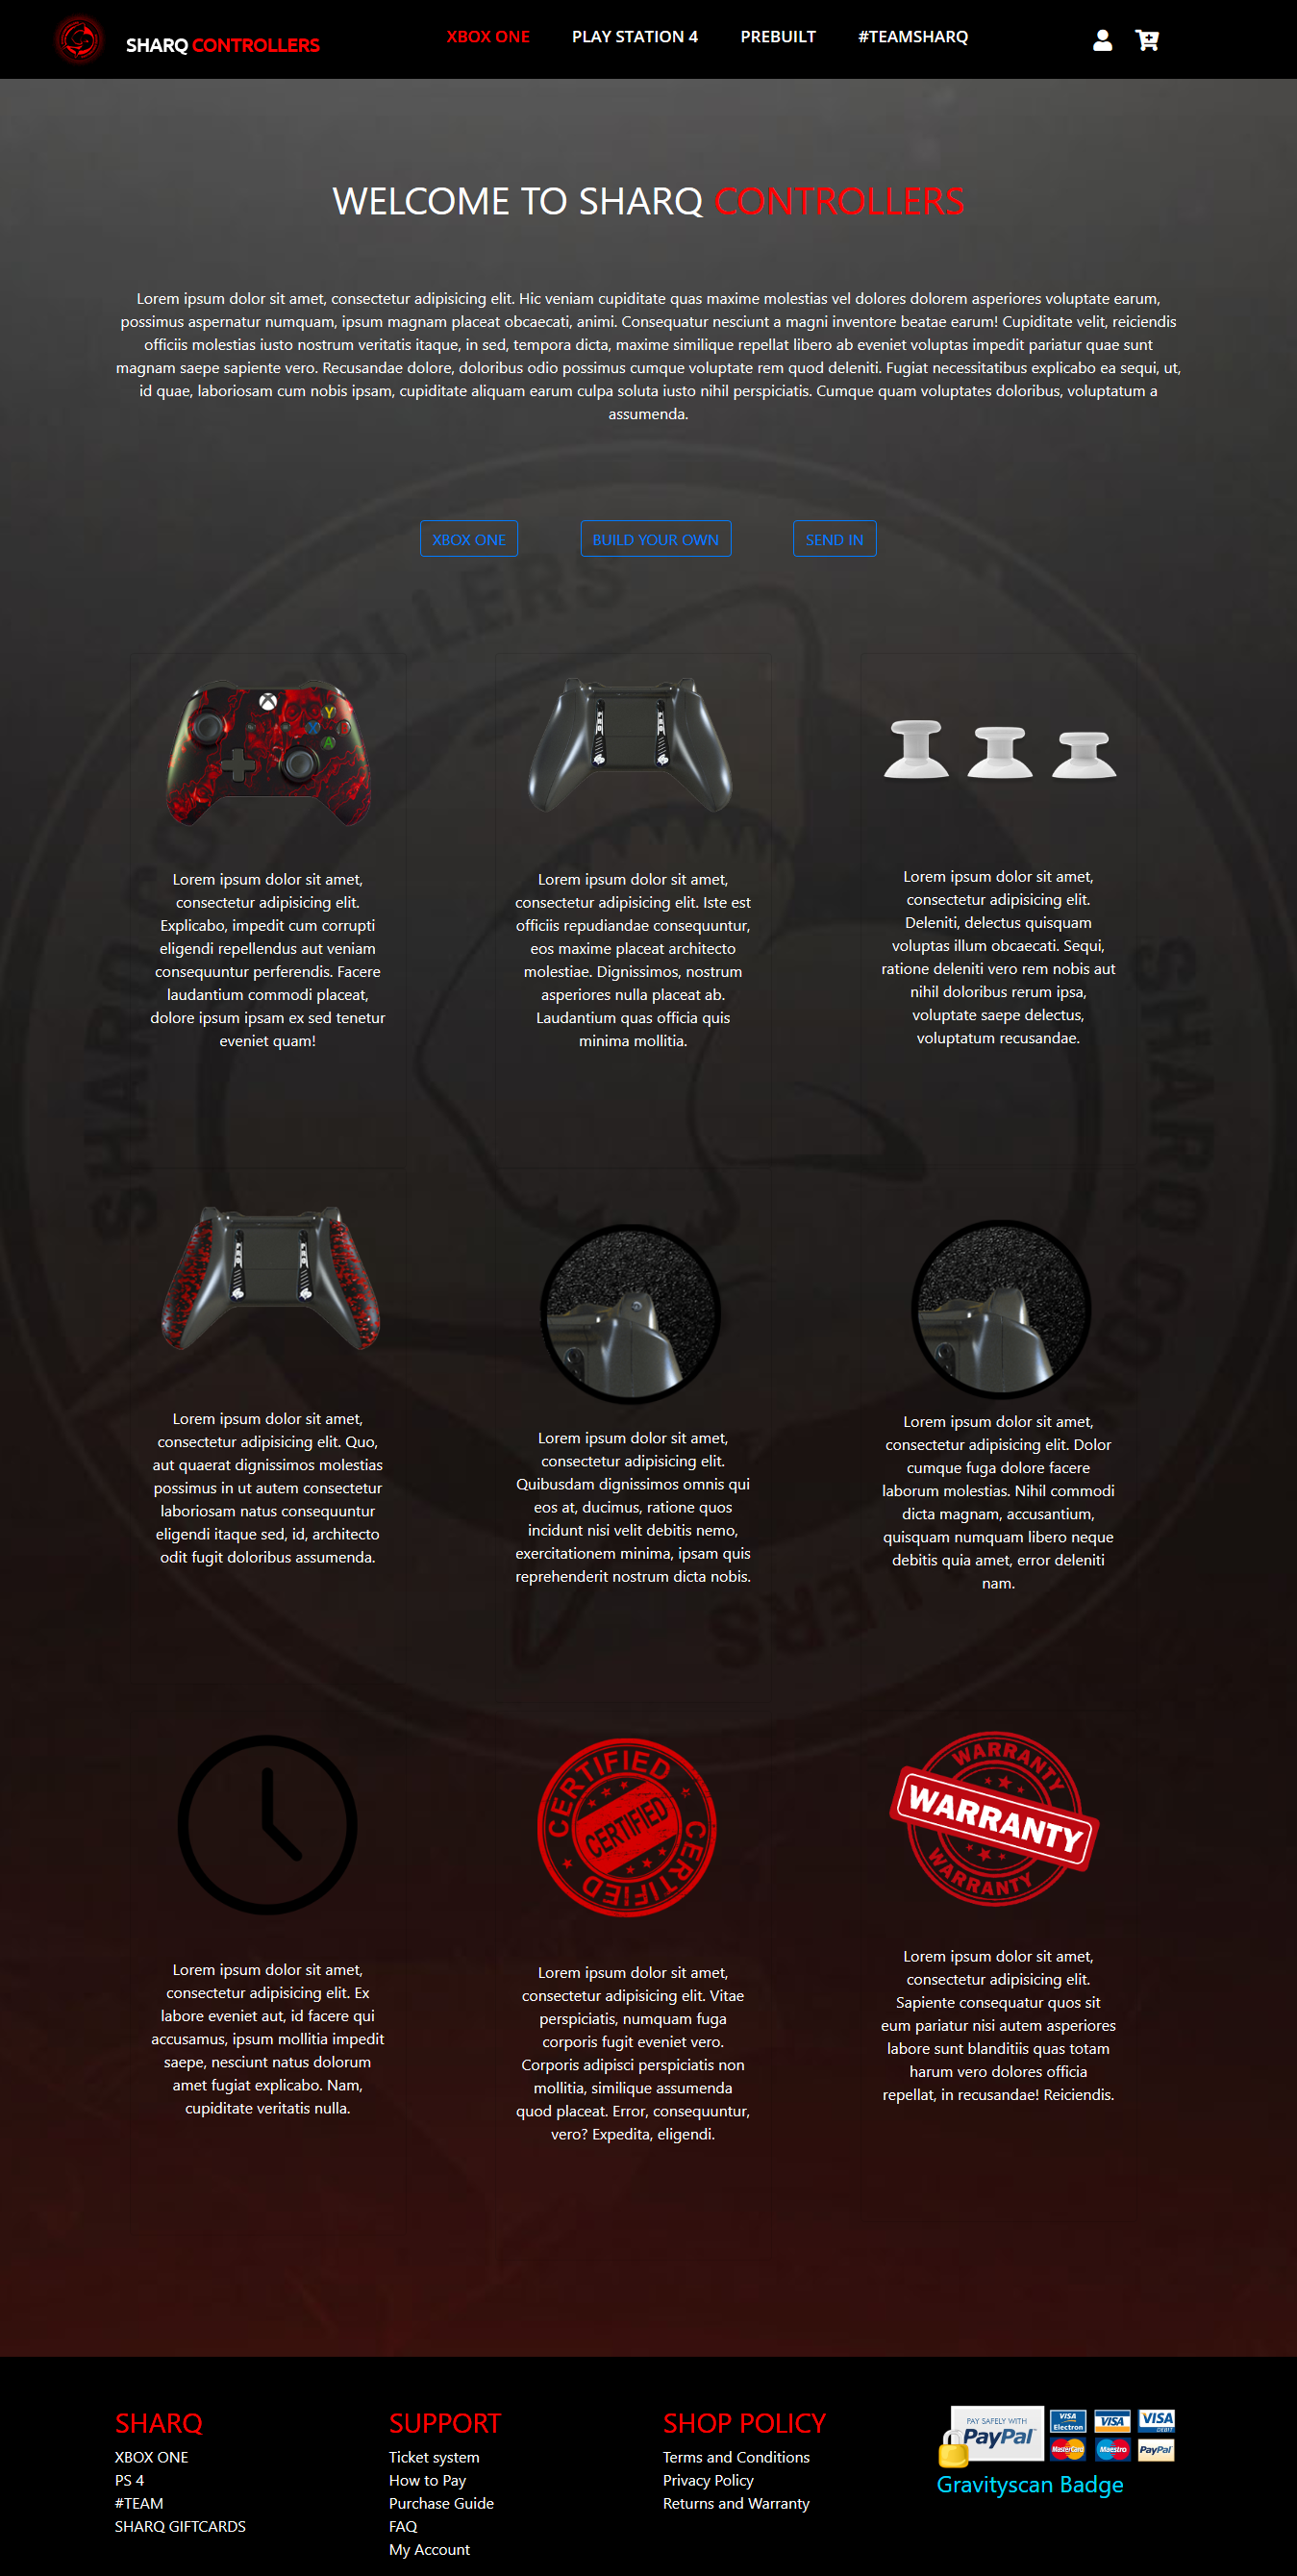 SHARQ CONTROLLERS
XBOX ONE PLAY STATION 4 PREBUILT #TEAMSHARQ
WELCOME TO SHARQ CONTROLLERS
Lorem ipsum dolor sit amet, consectetur adipisicing elit. Hic veniam cupiditate quas maxime molestias vel dolores dolorem asperiores voluptate earum,
possimus aspernatur numquam, ipsum magnam placeat obcaecati, animi. Consequatur nesciunt a magni inventore beatae earum! Cupiditate velit, reiciendis
officiis molestias iusto nostrum veritatis itaque, in sed, tempora dicta, maxime similique repellat libero ab eveniet voluptas impedit pariatur quae sunt
magnam saepe sapiente vero. Recusandae dolore, doloribus odio possimus cumque voluptate rem quod deleniti. Fugiat necessitatibus explicabo ea sequi, ut,
id quae, laboriosam cum nobis ipsam, cupiditate aliquam earum culpa soluta iusto nihil perspiciatis. Cumque quam voluptates doloribus, voluptatum a
assumenda.
XBOX ONE BUILD YOUR OWN SEND IN
Y
X
A
Lorem ipsum dolor sit amet,
consectetur adipisicing elit.
Explicabo, impedit cum corrupti
eligendi repellendus aut veniam
consequuntur perferendis. Facere
laudantium commodi placeat,
dolore ipsum ipsam ex sed tenetur
eveniet quam!
Lorem ipsum dolor sit amet,
consectetur adipisicing elit. Iste est
officiis repudiandae consequuntur,
eos maxime placeat architecto
molestiae. Dignissimos, nostrum
asperiores nulla placeat ab.
Laudantium quas officia quis
minima mollitia.
Lorem ipsum dolor sit amet,
consectetur adipisicing elit.
Deleniti, delectus quisquam
voluptas illum obcaecati. Sequi,
ratione deleniti vero rem nobis aut
nihil doloribus rerum ipsa,
voluptate saepe delectus,
voluptatum recusandae.
Lorem ipsum dolor sit amet,
consectetur adipisicing elit. Quo,
aut quaerat dignissimos molestias
possimus in ut autem consectetur
laboriosam natus consequuntur
eligendi itaque sed, id, architecto
odit fugit doloribus assumenda.
Lorem ipsum dolor sit amet,
consectetur adipisicing elit.
Quibusdam dignissimos omnis qui
eos at, ducimus, ratione quos
incidunt nisi velit debitis nemo,
exercitationem minima, ipsam quis
reprehenderit nostrum dicta nobis.
Lorem ipsum dolor sit amet,
consectetur adipisicing elit. Dolor
cumque fuga dolore facere
laborum molestias. Nihil commodi
dicta magnam, accusantium,
quisquam numquam libero neque
debitis quia amet, error deleniti
nam.
SHARQ CONTROLLERS
SHARQ CONTROLLERS
CERTIFIED
CERTIFIED
CERTIFIED
WARRANTY
WARRANTY
WARRANTY
Lorem ipsum dolor sit amet,
consectetur adipisicing elit. Ex
labore eveniet aut, id facere qui
accusamus, ipsum mollitia impedit
saepe, nesciunt natus dolorum
amet fugiat explicabo. Nam,
cupiditate veritatis nulla.
Lorem ipsum dolor sit amet,
consectetur adipisicing elit. Vitae
perspiciatis, numquam fuga
corporis fugit eveniet vero.
Corporis adipisci perspiciatis non
mollitia, similique assumenda
quod placeat. Error, consequuntur,
vero? Expedita, eligendi.
Lorem ipsum dolor sit amet,
consectetur adipisicing elit.
Sapiente consequatur quos sit
eum pariatur nisi autem asperiores
labore sunt blanditiis quas totam
harum vero dolores officia
repellat, in recusandae! Reiciendis.
SHARQ
XBOX ONE
PS 4
#TEAM
SHARQ GIFTCARDS
SUPPORT
Ticket system
How to Pay
Purchase Guide
FAQ
My Account
SHOP POLICY
Terms and Conditions
Privacy Policy
Returns and Warranty
PAY SAFELY WITH
PayPal
VISA Electron
VISA
VISA DEBIT
MasterCard
Maestro
PayPal
Gravityscan Badge